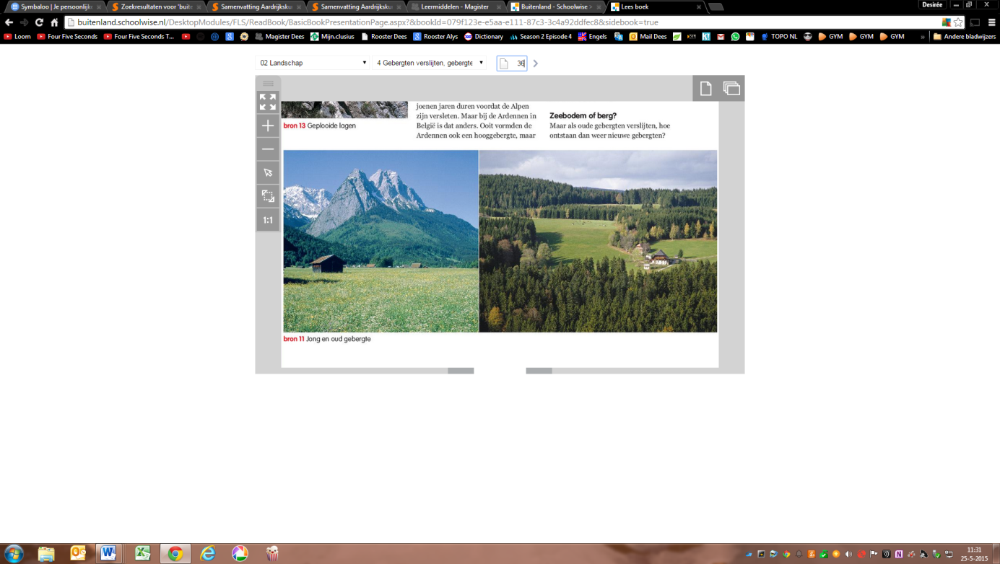 Desirée
Symbaloo | Je persoonlijk
Zoekresultaten voor 'buite
Samenvatting Aardrijksku
Samenvatting Aardrijksku
Leermiddelen - Magister
Buitenland - Schoolwise >
Lees boek
buitenland.schoolwise.nl/DesktopModules/FLS/ReadBook/BasicBookPresentationPage.aspx?&bookId=079f123e-e5aa-e111-87c3-3c4a92ddfec8&sidebook=true
Loom
Four Five Seconds
Four Five Seconds T...
Magister Dees
Mijn.clusius
Rooster Dees
Rooster Alys
Dictionary
Season 2 Episode 4
Engels
Mail Dees
TOPO NL
GYM
GYM
GYM
»
Andere bladwijzers
02 Landschap
4 Gebergten verslijten, gebergte
36
1:1
bron 13 Geplooide lagen
joenen jaren duren voordat de Alpen
zijn versleten. Maar bij de Ardennen in
België is dat anders. Ooit vormden de
Ardennen ook een hooggebergte, maar
Zeebodem of berg?
Maar als oude gebergten verslijten, hoe
ontstaan dan weer nieuwe gebergten?
bron 11 Jong en oud gebergte
11:31
25-5-2015